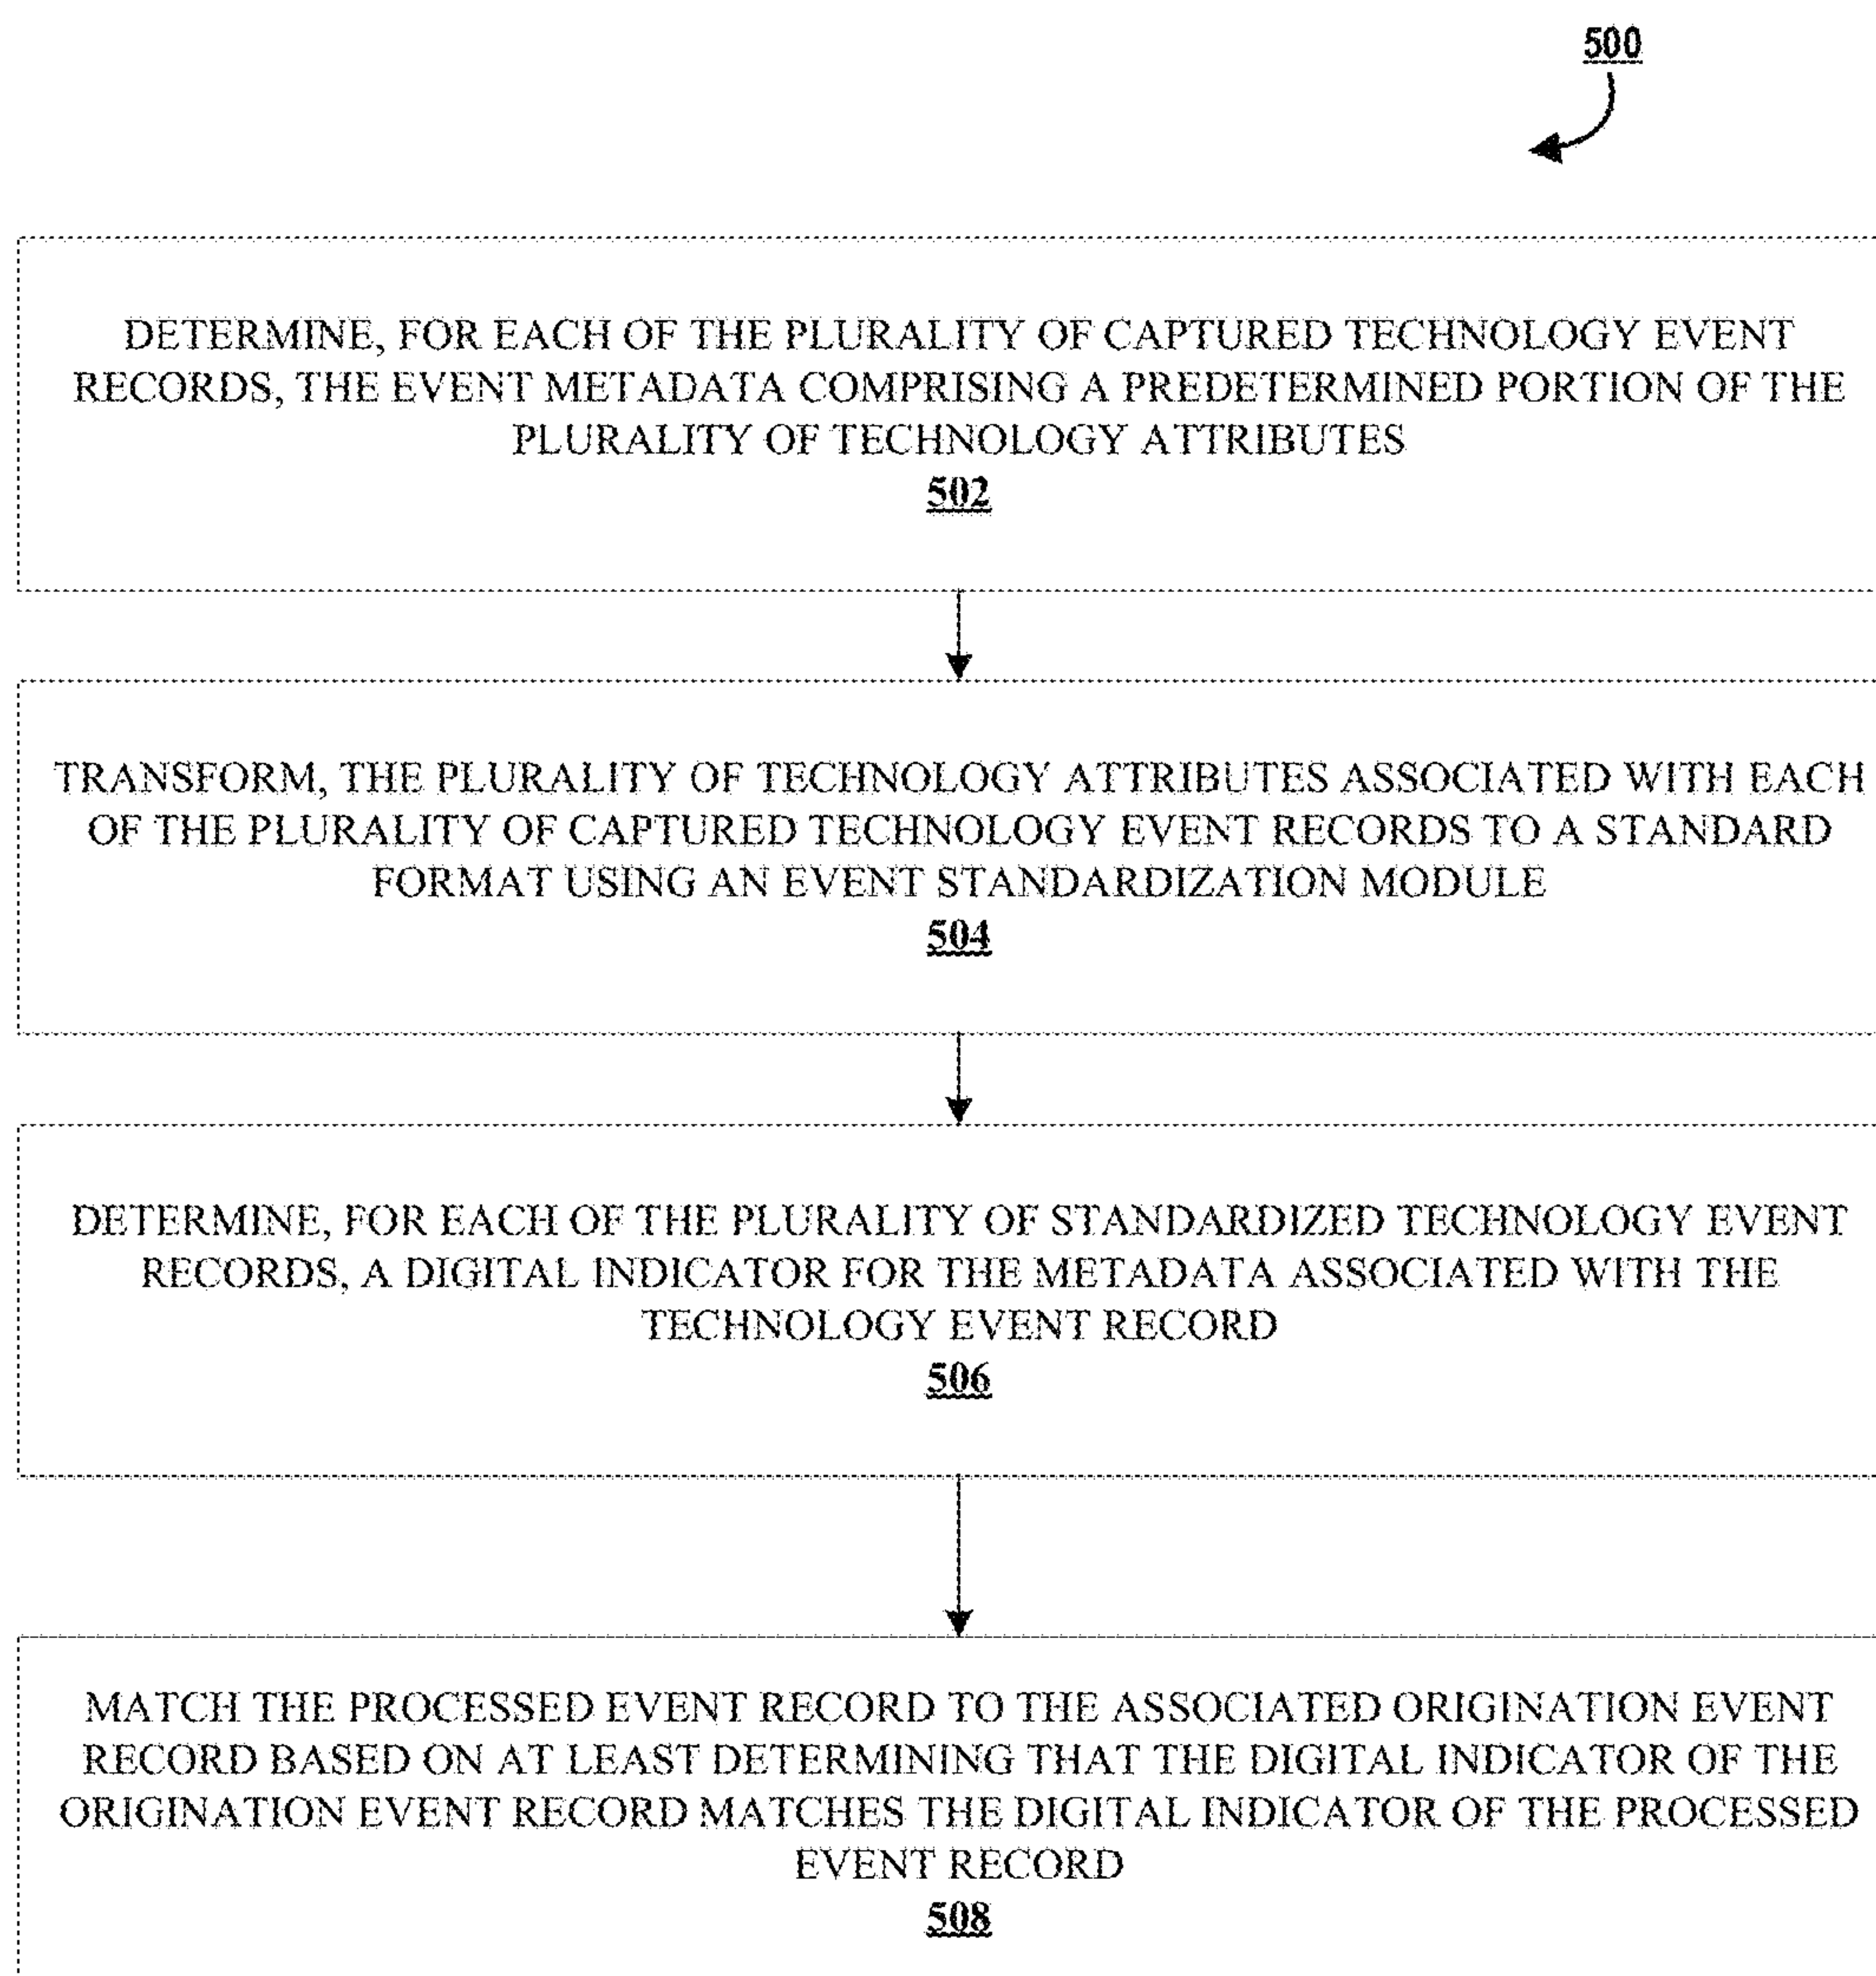 500
DETERMINE, FOR EACH OF THE PLURALITY OF CAPTURED TECHNOLOGY EVENT
RECORDS, THE EVENT METADATA COMPRISING A PREDETERMINED PORTION OF THE
PLURALITY OF TECHNOLOGY ATTRIBUTES
502
TRANSFORM, THE PLURALITY OF TECHNOLOGY ATTRIBUTES ASSOCIATED WITH EACH
OF THE PLURALITY OF CAPTURED TECHNOLOGY EVENT RECORDS TO A STANDARD
FORMAT USING AN EVENT STANDARDIZATION MODULE
504
DETERMINE, FOR EACH OF THE PLURALITY OF STANDARDIZED TECHNOLOGY EVENT
RECORDS, A DIGITAL INDICATOR FOR THE METADATA ASSOCIATED WITH THE
TECHNOLOGY EVENT RECORD
506
MATCH THE PROCESSED EVENT RECORD TO THE ASSOCIATED ORIGINATION EVENT
RECORD BASED ON AT LEAST DETERMINING THAT THE DIGITAL INDICATOR OF THE
ORIGINATION EVENT RECORD MATCHES THE DIGITAL INDICATOR OF THE PROCESSED
EVENT RECORD
508